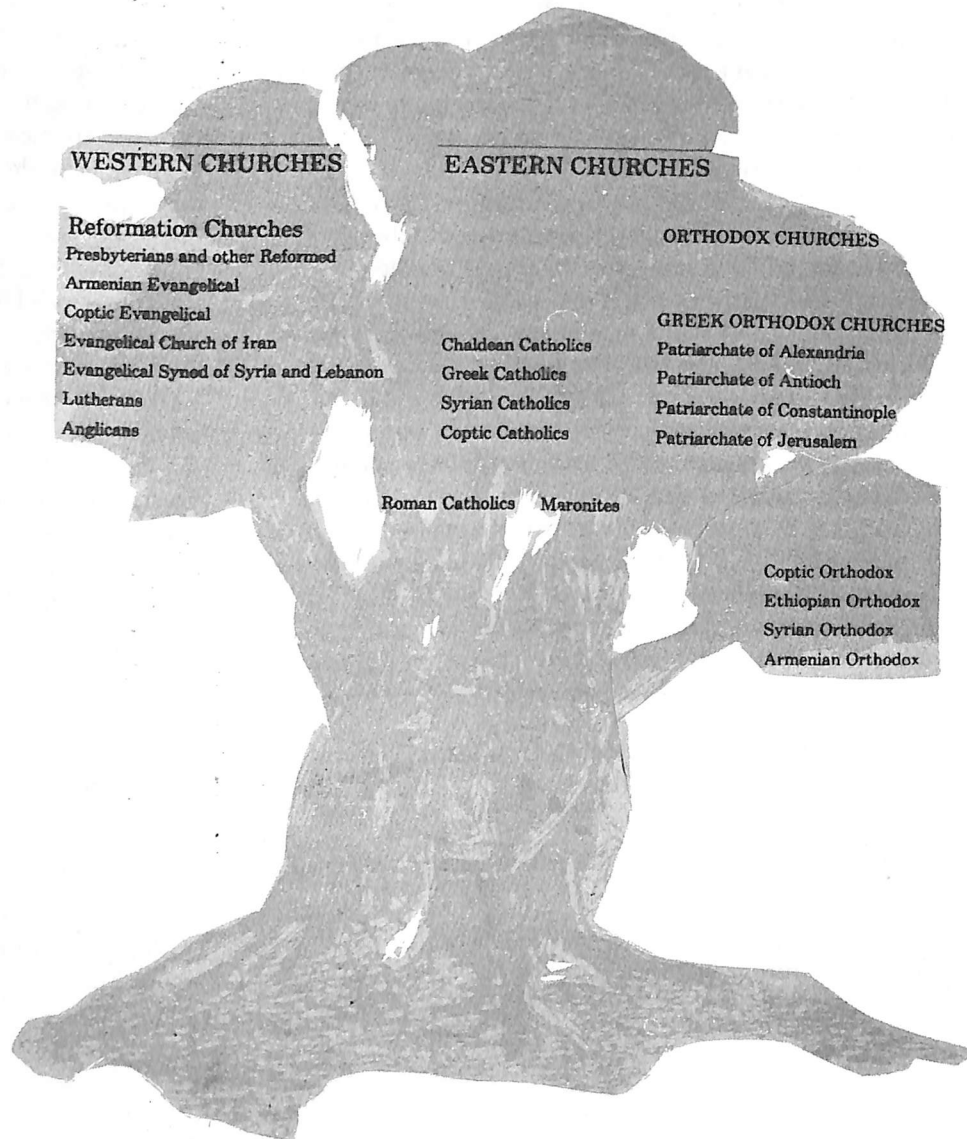 WESTERN CHURCHES
Reformation Churches
Presbyterians and other Reformed
Armenian Evangelical
Coptic Evangelical
Evangelical Church of Iran
Evangelical Synod of Syria and Lebanon
Lutherans
Anglicans
EASTERN CHURCHES
Chaldean Catholics
Greek Catholics
Syrian Catholics
Coptic Catholics
Roman Catholics
Maronites
ORTHODOX CHURCHES
GREEK ORTHODOX CHURCHES
Patriarchate of Alexandria
Patriarchate of Antioch
Patriarchate of Constantinople
Patriarchate of Jerusalem
Coptic Orthodox
Ethiopian Orthodox
Syrian Orthodox
Armenian Orthodox